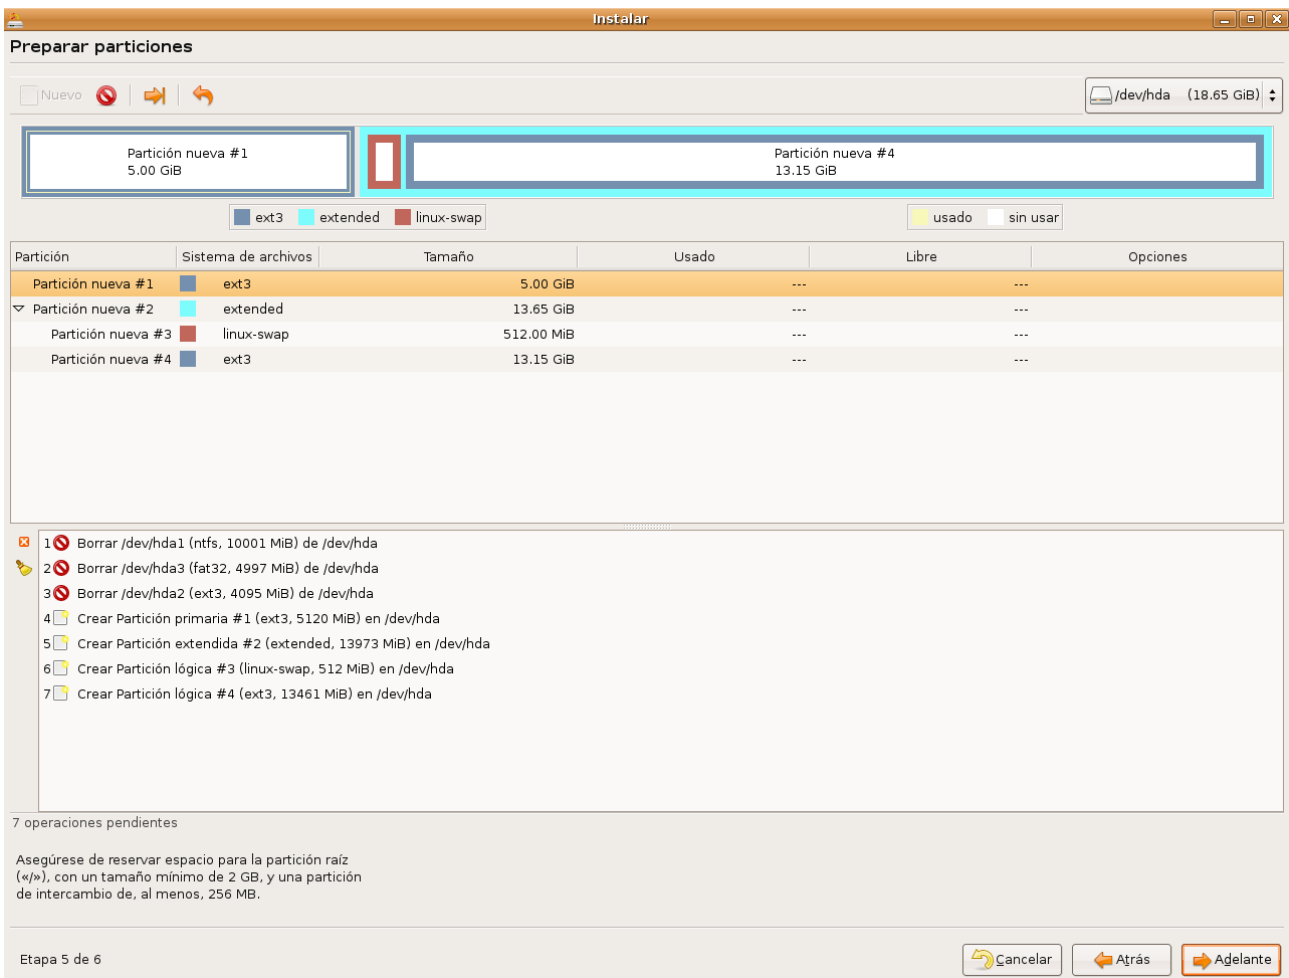 Instalar
Preparar particiones
Nuevo
/dev/hda (18.65 GiB)
Partición nueva #1
5.00 GiB
Partición nueva #4
13.15 GiB
ext3 extended linux-swap
usado sin usar
Partición Sistema de archivos Tamaño Usado Libre Opciones
Partición nueva #1 ext3 5.00 GiB --- ---
Partición nueva #2 extended 13.65 GiB --- ---
Partición nueva #3 linux-swap 512.00 MiB --- ---
Partición nueva #4 ext3 13.15 GiB --- ---
1 Borrar /dev/hda1 (ntfs, 10001 MiB) de /dev/hda
2 Borrar /dev/hda3 (fat32, 4997 MiB) de /dev/hda
3 Borrar /dev/hda2 (ext3, 4095 MiB) de /dev/hda
4 Crear Partición primaria #1 (ext3, 5120 MiB) en /dev/hda
5 Crear Partición extendida #2 (extended, 13973 MiB) en /dev/hda
6 Crear Partición lógica #3 (linux-swap, 512 MiB) en /dev/hda
7 Crear Partición lógica #4 (ext3, 13461 MiB) en /dev/hda
7 operaciones pendientes
Asegúrese de reservar espacio para la partición raíz
(«/»), con un tamaño mínimo de 2 GB, y una partición
de intercambio de, al menos, 256 MB.
Etapa 5 de 6
Cancelar
Atrás
Adelante